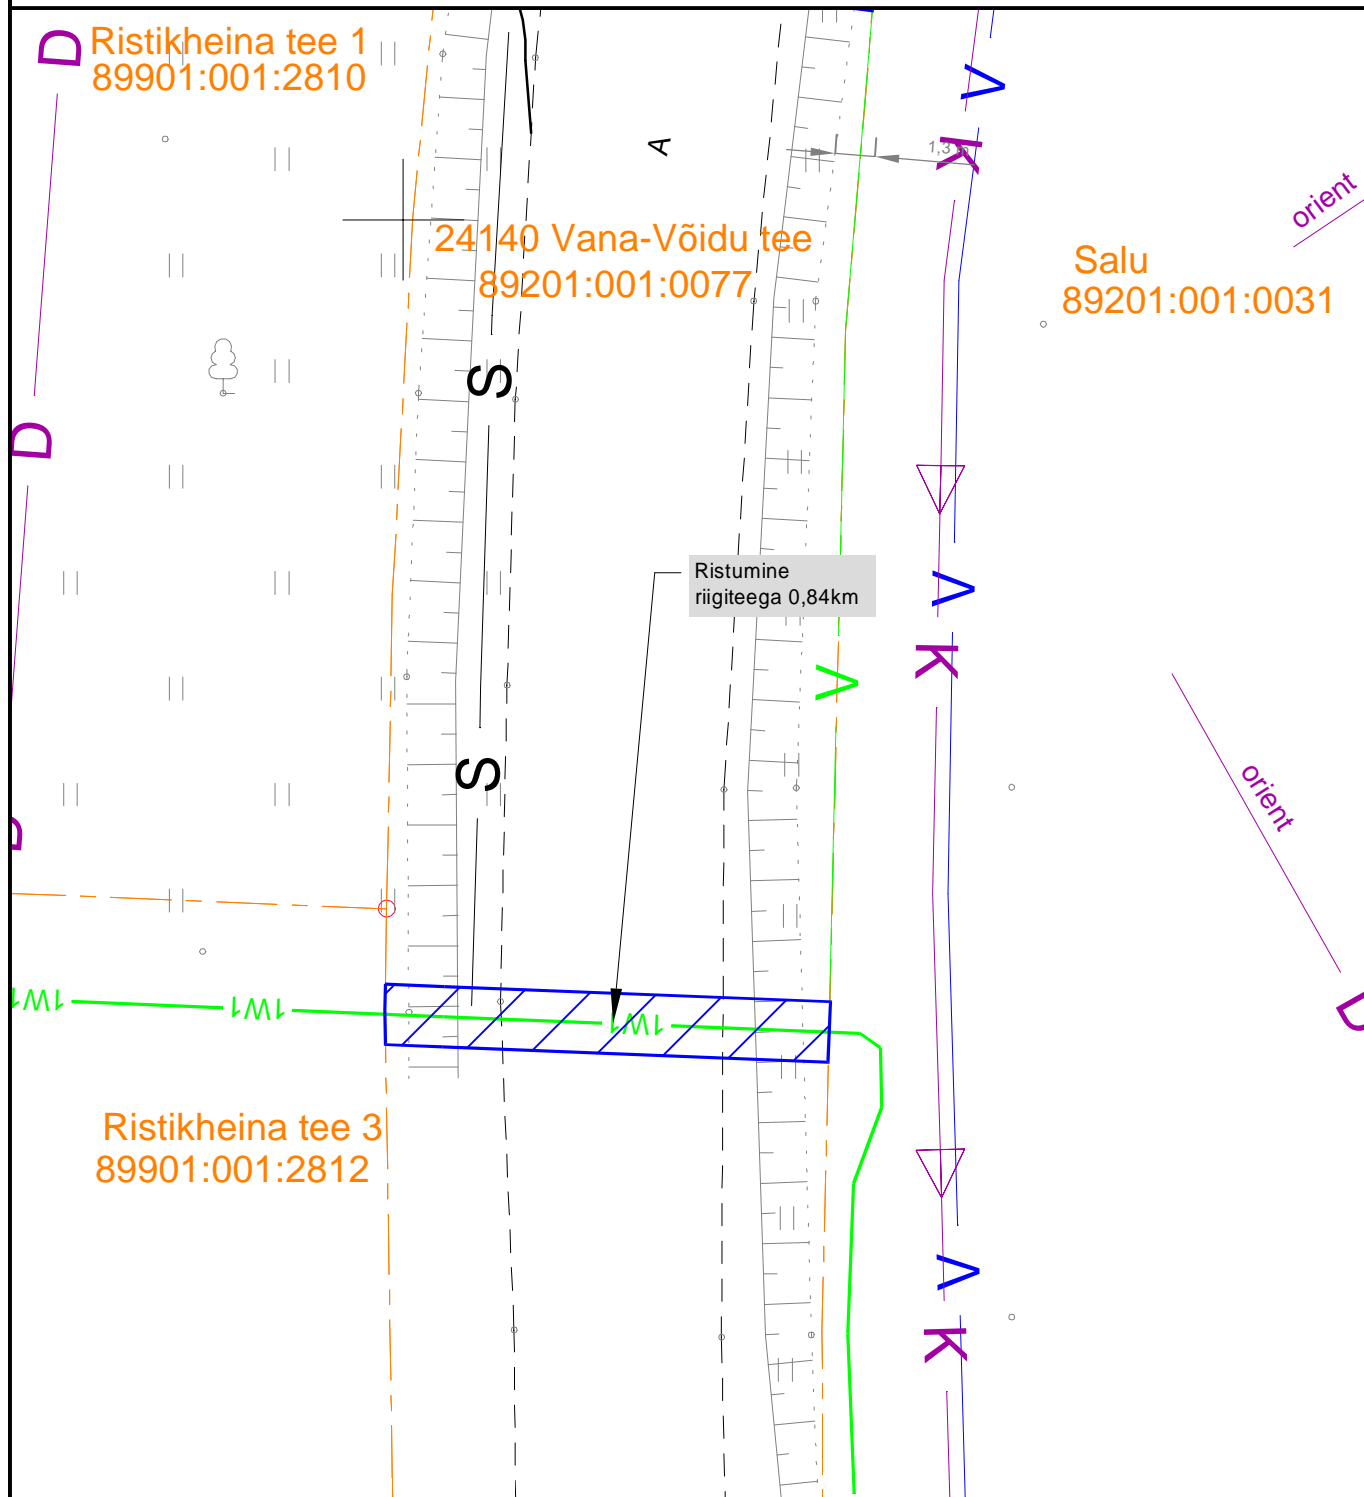 D
Ristikheina tee 1
89901:001:2810
V
A
1,3
K
orient
24140 Vana-Võidu tee
89201:001:0077
Salu
89201:001:0031
S
D
Ristumine
riigiteega 0,84km
V
K
V
S
orient
D
1W1
1W1
1W1
D
Ristikheina tee 3
89901:001:2812
V
K